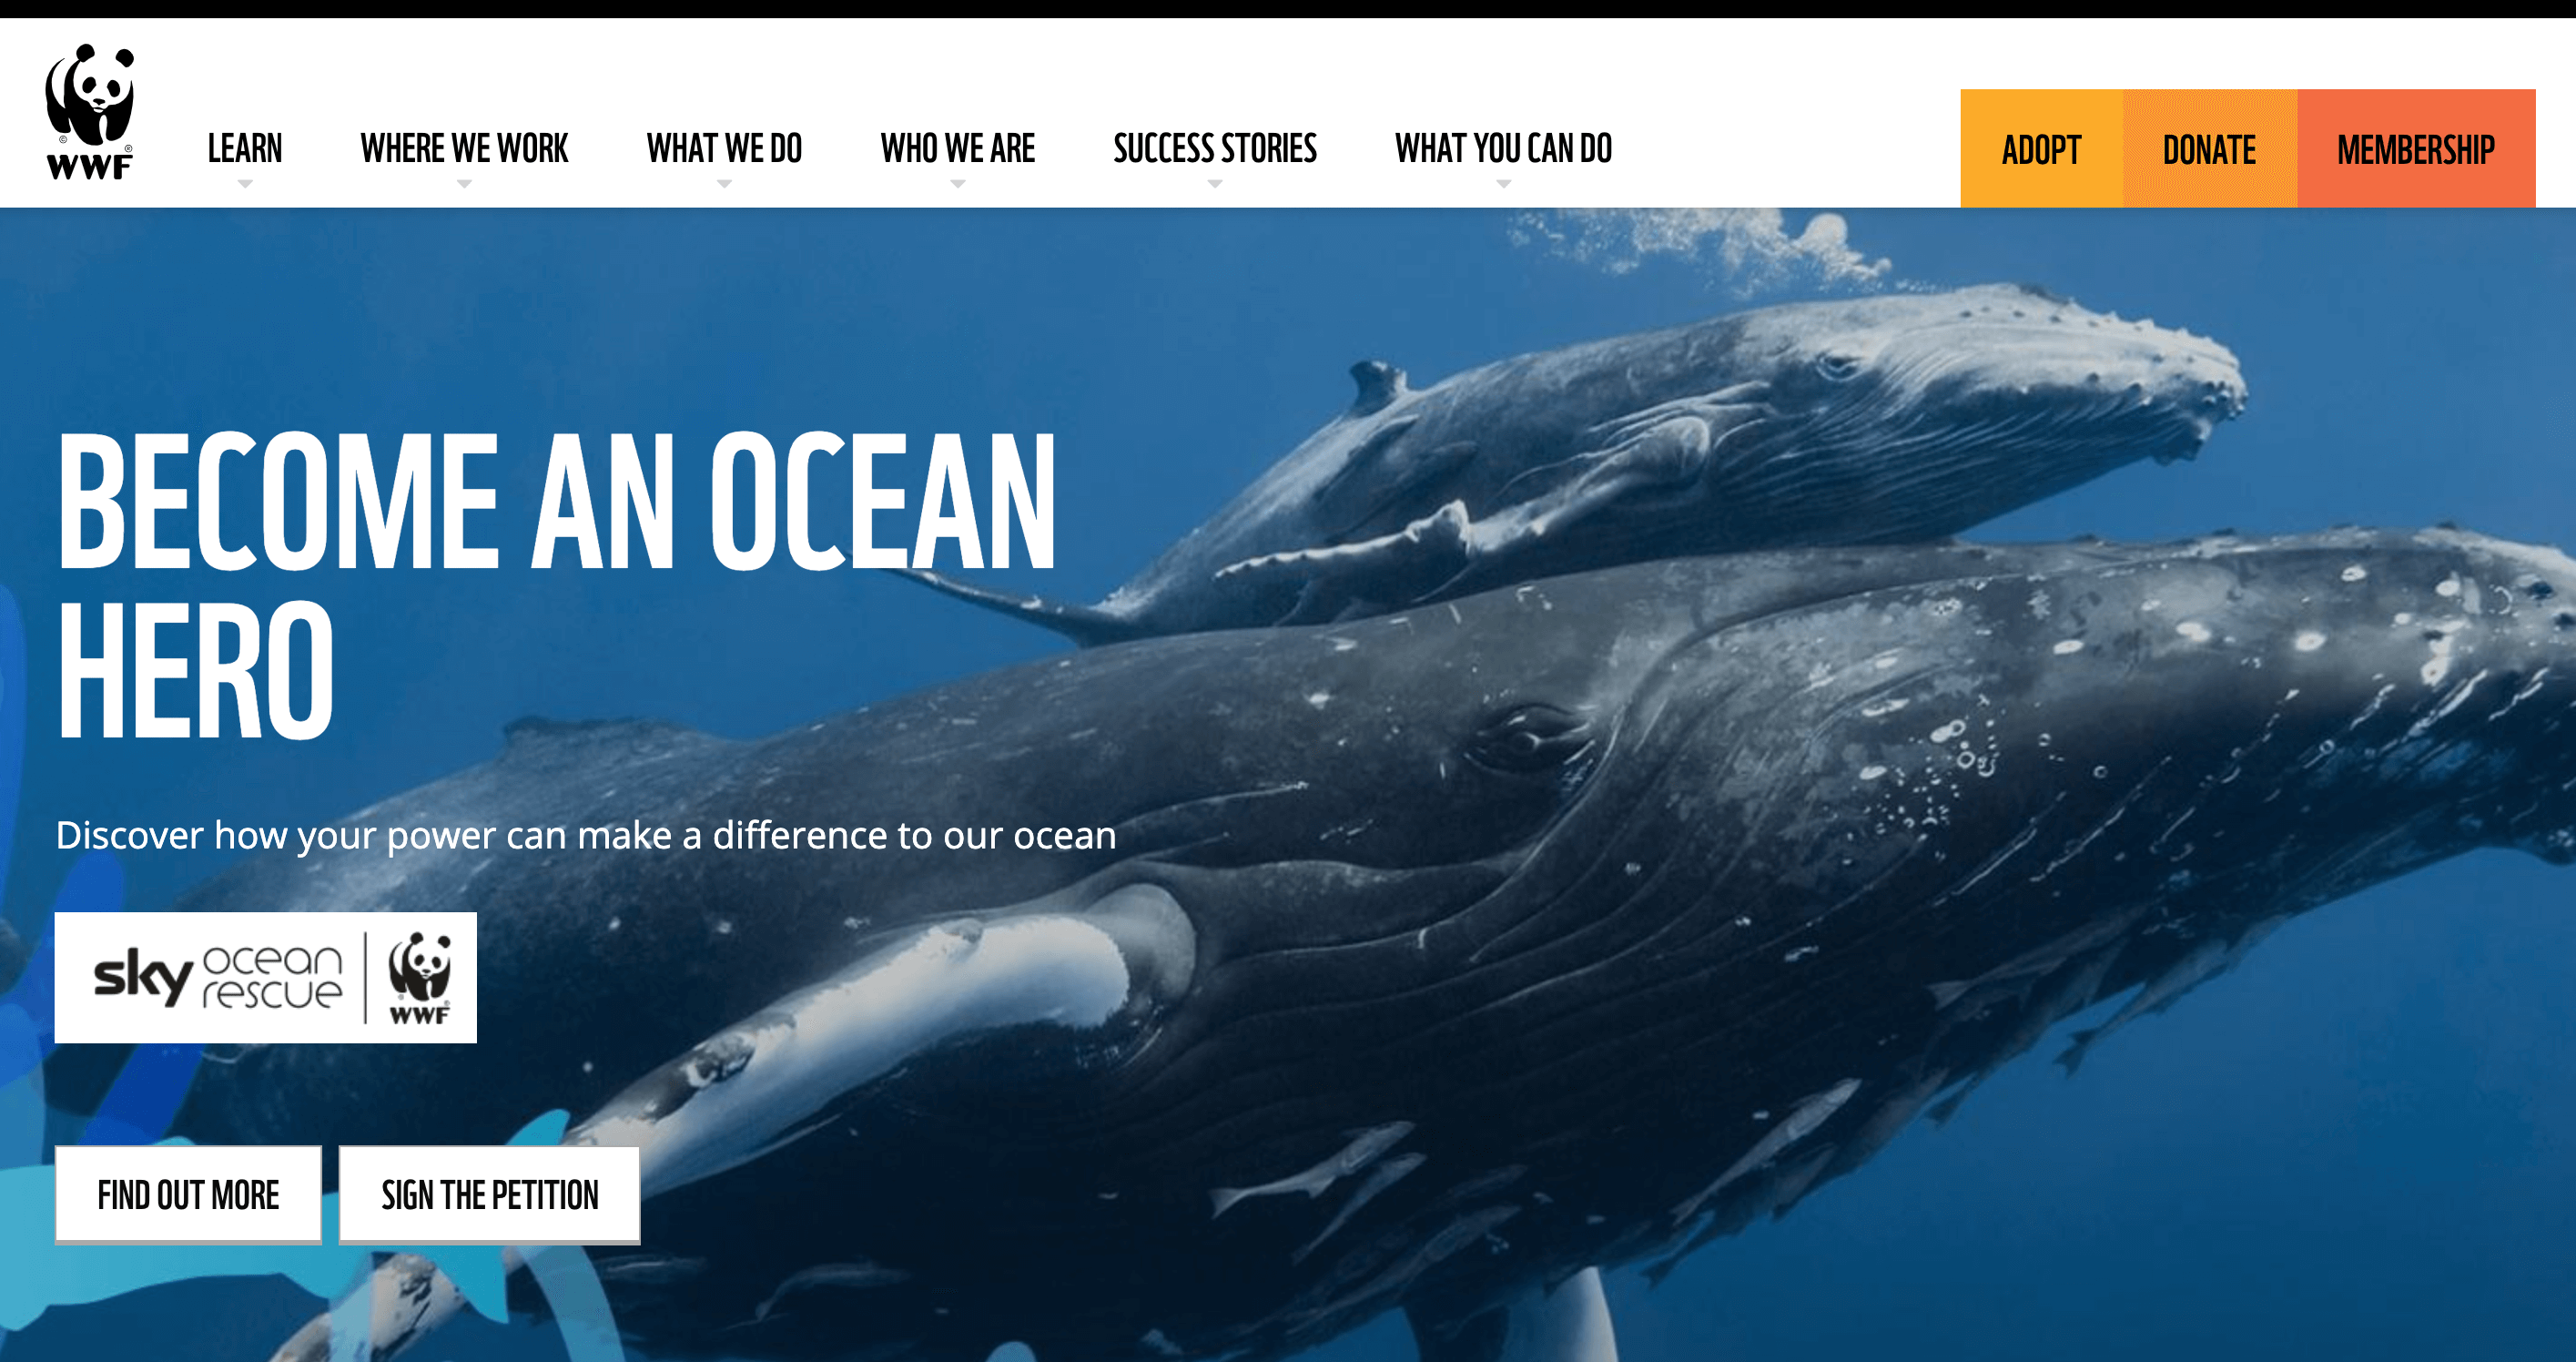 WWF
LEARN
WHERE WE WORK
WHAT WE DO
WHO WE ARE
SUCCESS STORIES
WHAT YOU CAN DO
ADOPT
DONATE
MEMBERSHIP
BECOME AN OCEAN
HERO
Discover how your power can make a difference to our ocean
sky ocean
rescue
WWF
FIND OUT MORE
SIGN THE PETITION